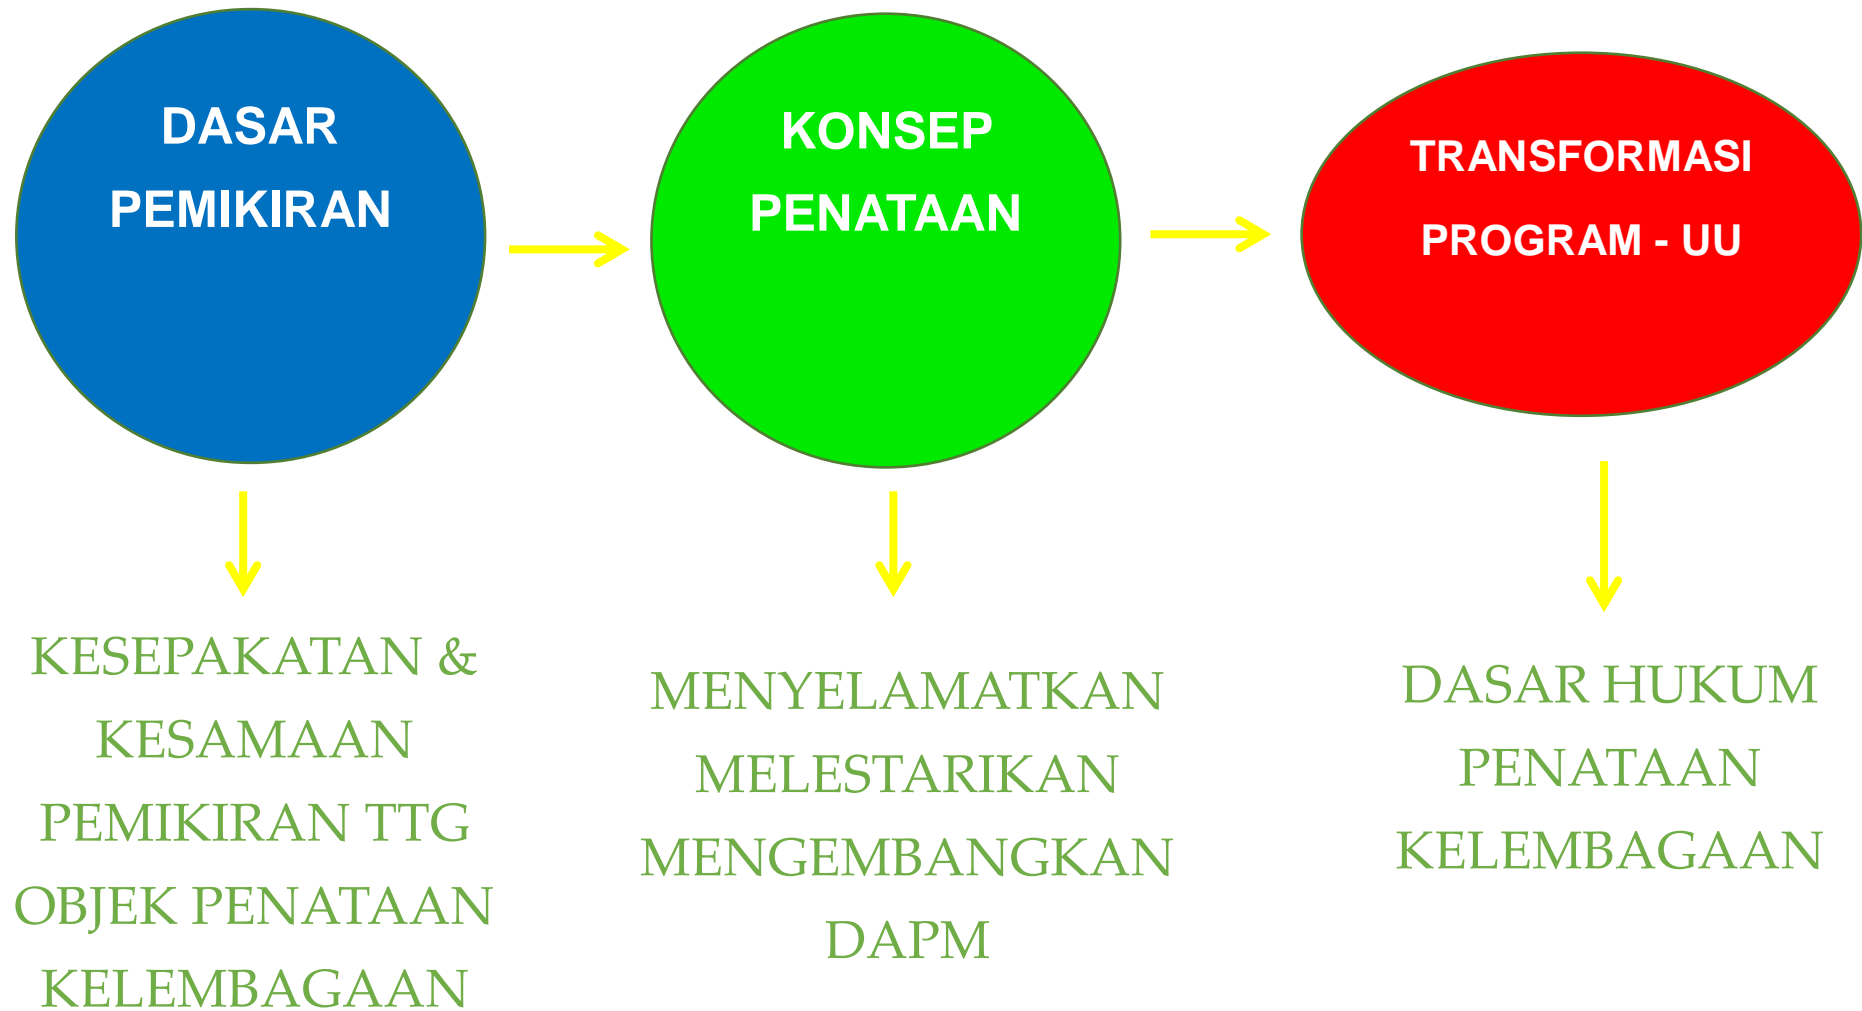 DASAR
PEMIKIRAN
KONSEP
PENATAAN
TRANSFORMASI
PROGRAM - UU
KESEPAKATAN &
KESAMAAN
PEMIKIRAN TTG
OBJEK PENATAAN
KELEMBAGAAN
MENYELAMATKAN
MELESTARIKAN
MENGEMBANGKAN
DAPM
DASAR HUKUM
PENATAAN
KELEMBAGAAN